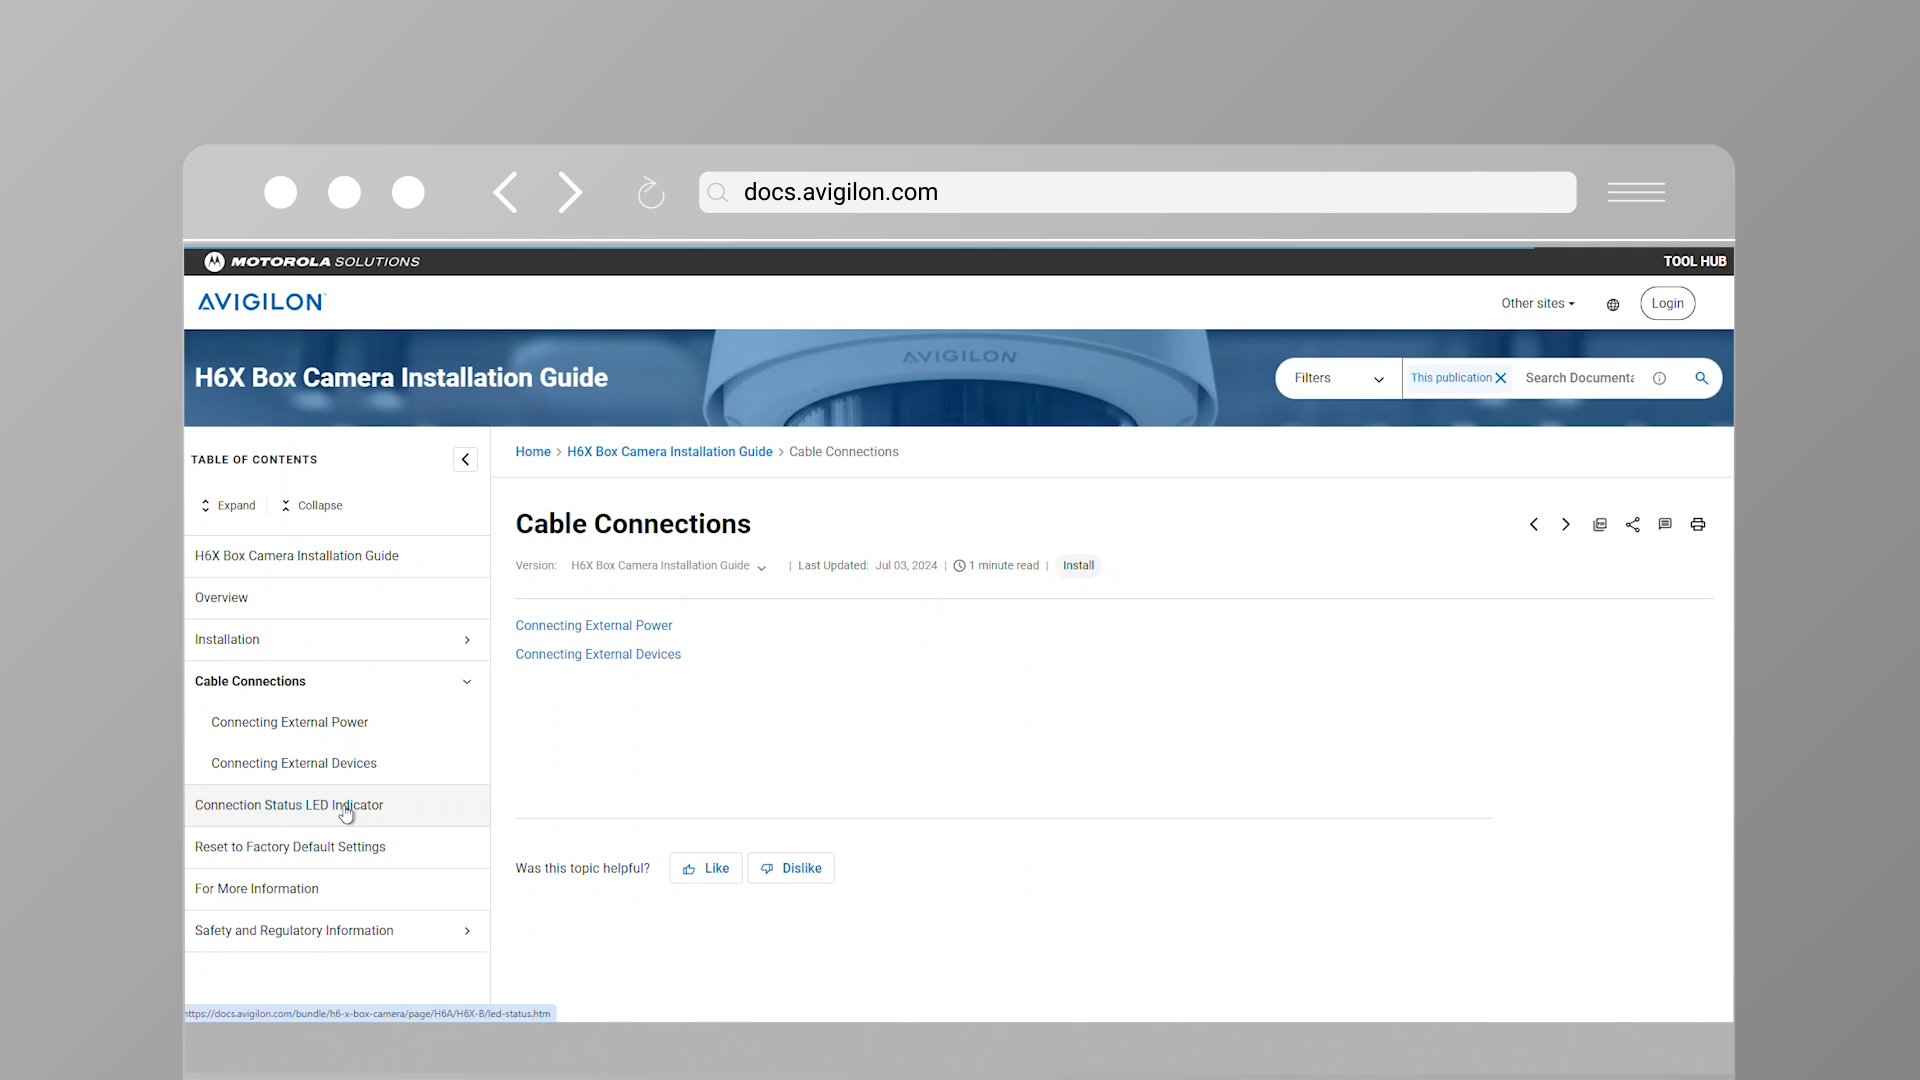 docs.avigilon.com
MOTOROLA SOLUTIONS
TOOL HUB
AVIGILON
Other sites
Login
AVIGILON
H6X Box Camera Installation Guide
Filters
This publication
Search Documenta
TABLE OF CONTENTS
Home > H6X Box Camera Installation Guide > Cable Connections
Expand
Collapse
Cable Connections
H6X Box Camera Installation Guide
Version: H6X Box Camera Installation Guide | Last Updated: Jul 03, 2024 | 1 minute read | Install
Overview
Connecting External Power
Installation
Connecting External Devices
Cable Connections
Connecting External Power
Connecting External Devices
Connection Status LED Indicator
Reset to Factory Default Settings
Was this topic helpful?
Like
Dislike
For More Information
Safety and Regulatory Information
https://docs.avigilon.com/bundle/h6-x-box-camera/page/H6A/H6X-B/led-status.htm